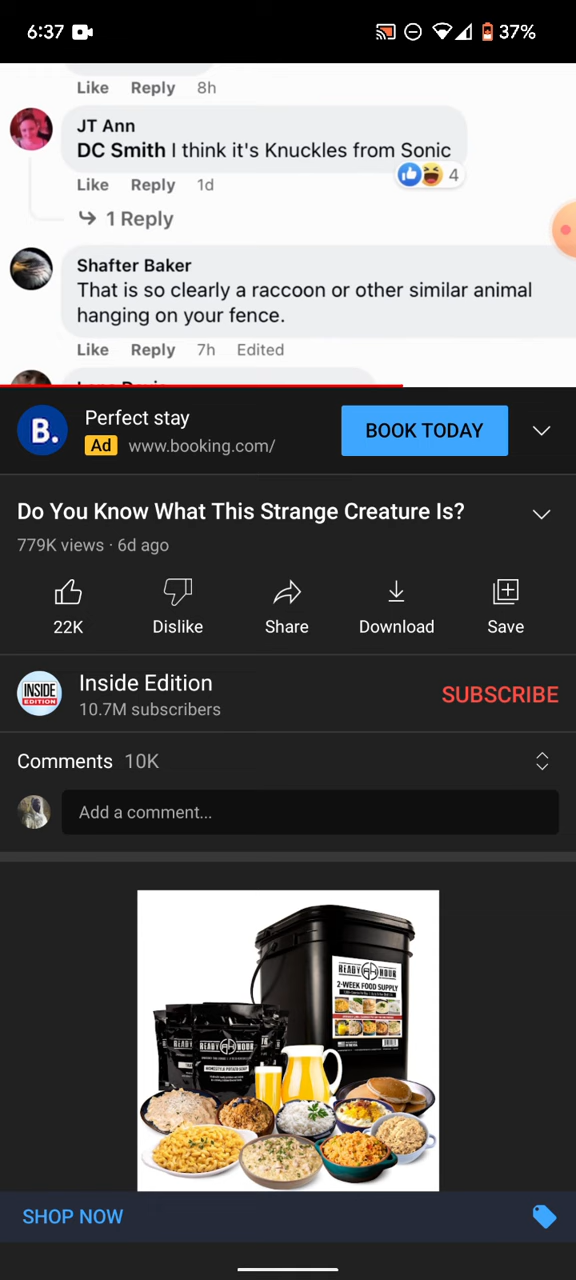 6:37
37%
Like Reply 8h
JT Ann
DC Smith I think it's Knuckles from Sonic
4
Like Reply 1d
1 Reply
Shafter Baker
That is so clearly a raccoon or other similar animal
hanging on your fence.
Like Reply 7h Edited
B.
Perfect stay
Ad www.booking.com/
BOOK TODAY
Do You Know What This Strange Creature Is?
779K views · 6d ago
22K Dislike Share Download Save
INSIDE
EDITION
Inside Edition
10.7M subscribers
SUBSCRIBE
Comments 10K
Add a comment...
READY HOUR
2-WEEK FOOD SUPPLY
READY HOUR
SHOP NOW